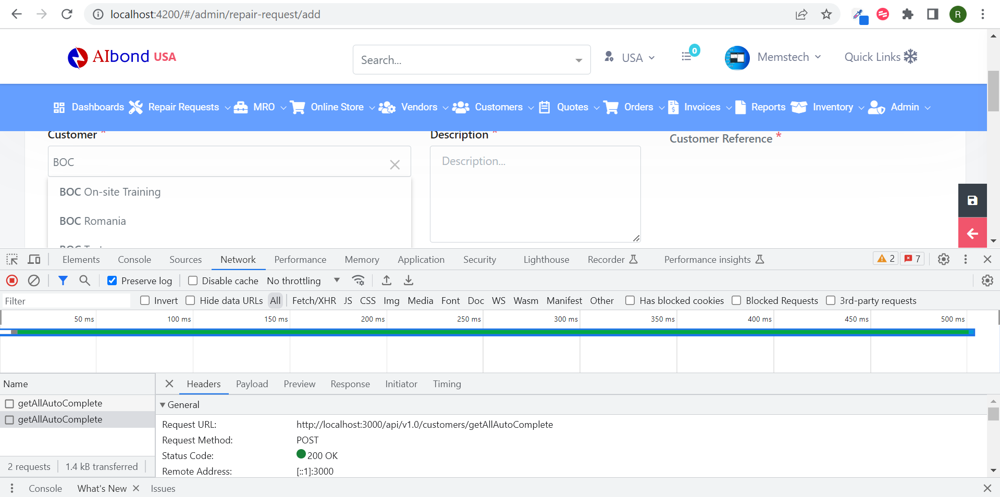 localhost:4200/#/admin/repair-request/add
R
AIbond USA
Search...
USA
0
Memstech
Quick Links
Dashboards Repair Requests MRO Online Store Vendors Customers Quotes Orders Invoices Reports Inventory Admin
Customer *
Description *
Customer Reference *
BOC
Description...
BOC On-site Training
BOC Romania
Elements Console Sources Network Performance Memory Application Security Lighthouse Recorder Performance insights 2 7
Preserve log Disable cache No throttling
Filter Invert Hide data URLs All Fetch/XHR JS CSS Img Media Font Doc WS Wasm Manifest Other Has blocked cookies Blocked Requests 3rd-party requests
50 ms 100 ms 150 ms 200 ms 250 ms 300 ms 350 ms 400 ms 450 ms 500 ms
Name
Headers Payload Preview Response Initiator Timing
getAllAutoComplete
getAllAutoComplete
General
Request URL: http://localhost:3000/api/v1.0/customers/getAllAutoComplete
Request Method: POST
Status Code: 200 OK
Remote Address: [::1]:3000
2 requests 1.4 kB transferred
Console What's New Issues